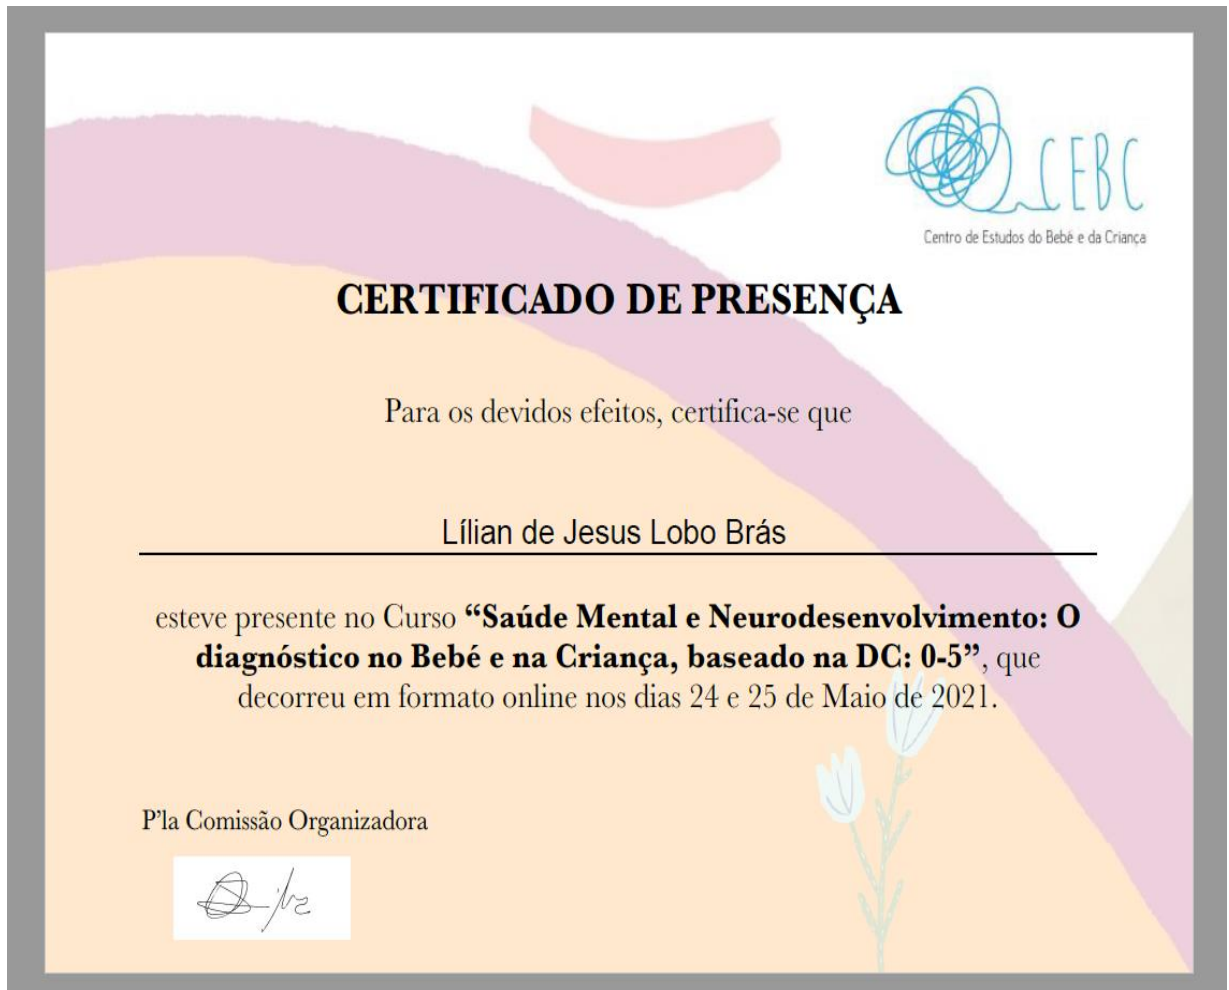 CEBC
Centro de Estudos do Bebé e da Criança
CERTIFICADO DE PRESENÇA
Para os devidos efeitos, certifica-se que
Lílian de Jesus Lobo Brás
esteve presente no Curso “Saúde Mental e Neurodesenvolvimento: O
diagnóstico no Bebé e na Criança, baseado na DC: 0-5”, que
decorreu em formato online nos dias 24 e 25 de Maio de 2021.
P’la Comissão Organizadora